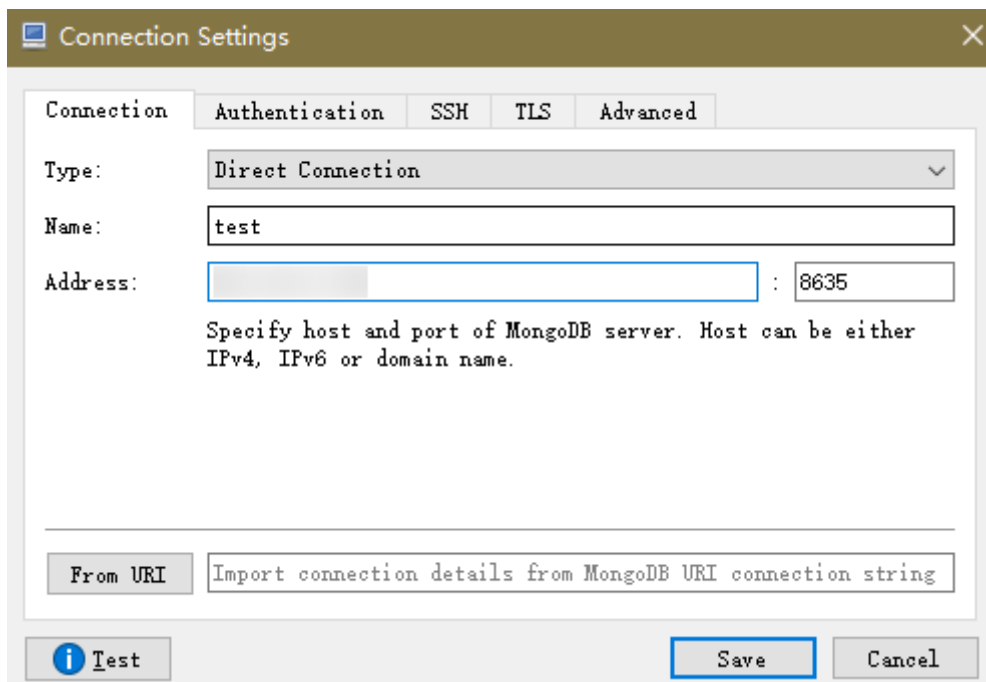 Connection Settings
Connection Authentication SSH TLS Advanced
Type: Direct Connection
Name: test
Address: : 8635
Specify host and port of MongoDB server. Host can be either
IPv4, IPv6 or domain name.
From URI Import connection details from MongoDB URI connection string
Test Save Cancel